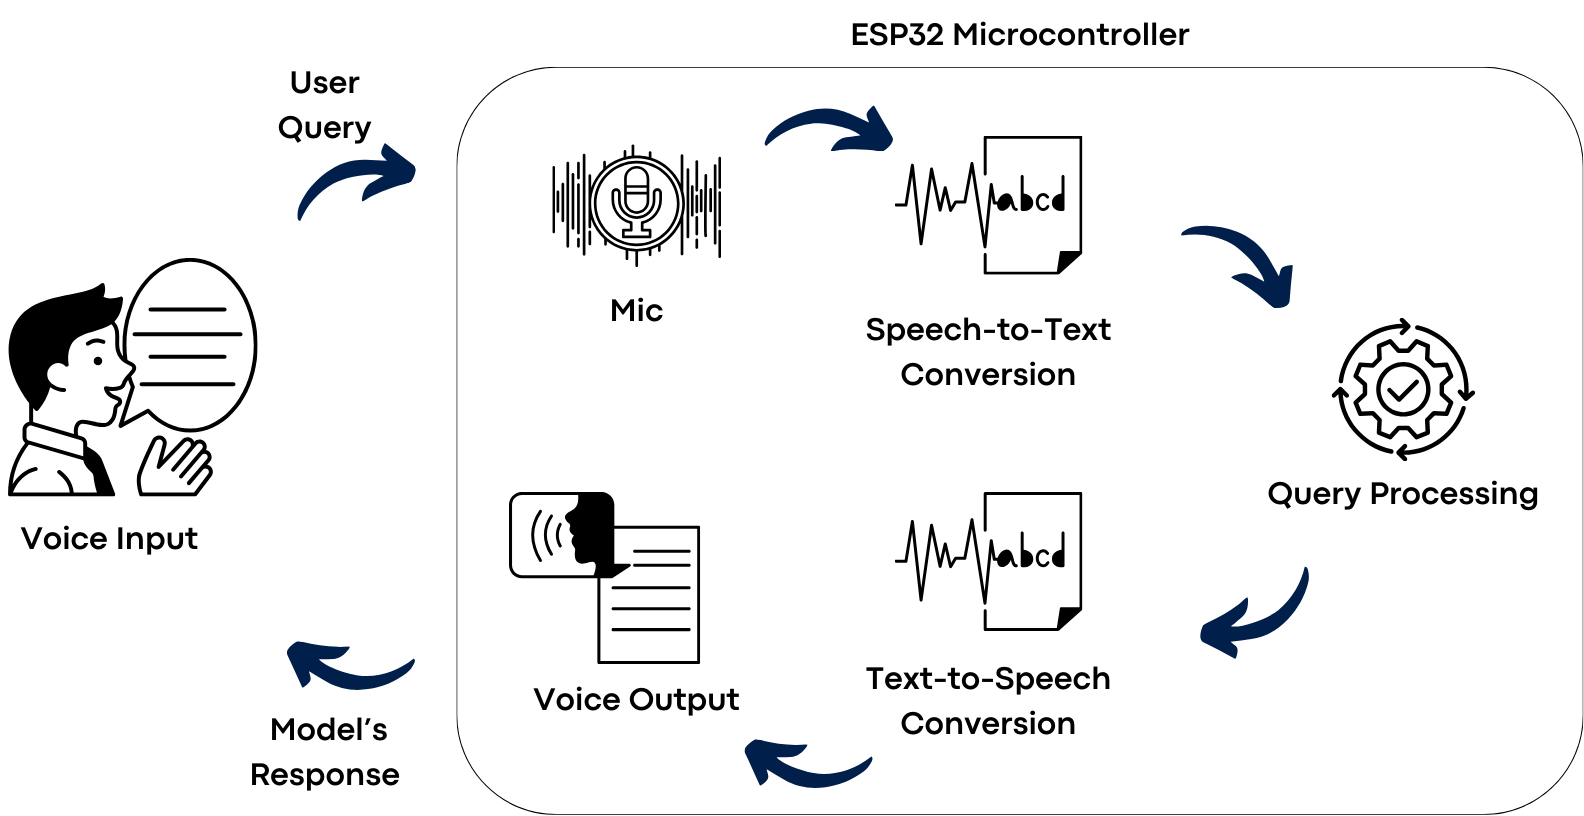 ESP32 Microcontroller
User
Query
Mic
abcd
Speech-to-Text
Conversion
Query Processing
Voice Input
abcd
Text-to-Speech
Conversion
Voice Output
Model's
Response